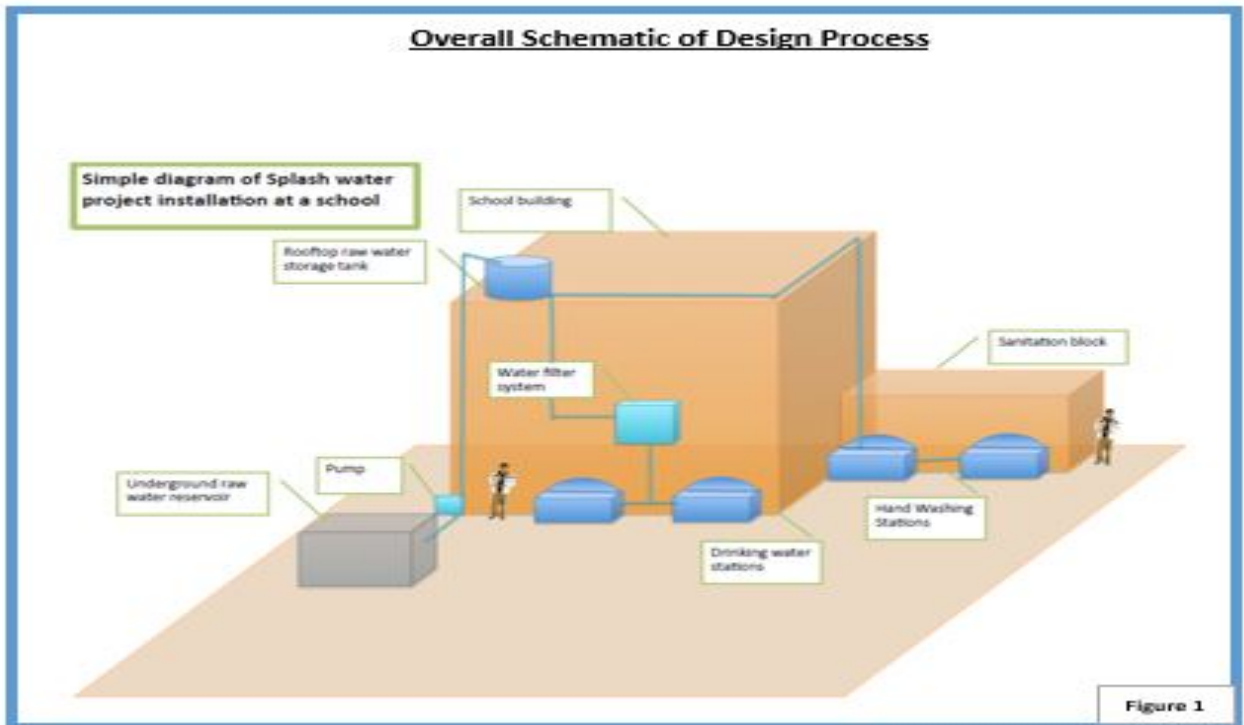 Overall Schematic of Design Process
Simple diagram of Splash water
project installation at a school
School building
Rooftop raw water
storage tank
Sanitation block
Water filter
system
Pump
Underground raw
water reservoir
Hand Washing
Stations
Drinking water
stations
Figure 1